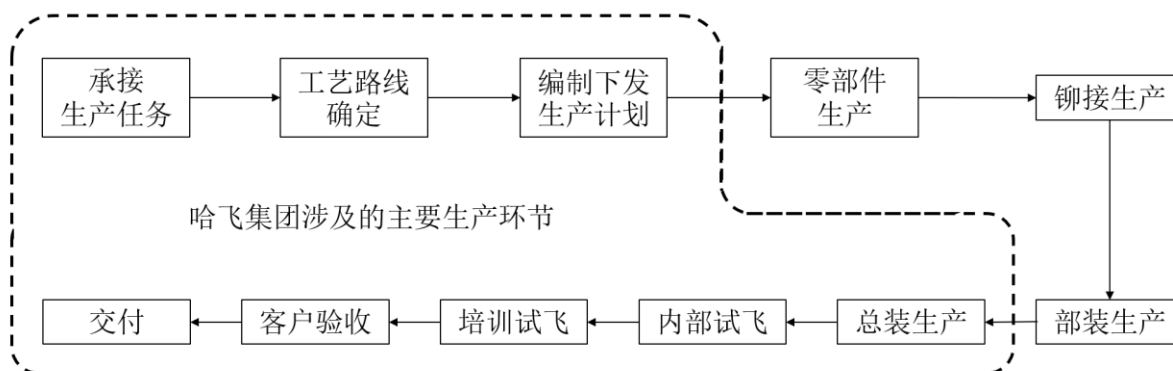 承接
生产任务
工艺路线
确定
编制下发
生产计划
零部件
生产
铆接生产
哈飞集团涉及的主要生产环节
交付
客户验收
培训试飞
内部试飞
总装生产
部装生产